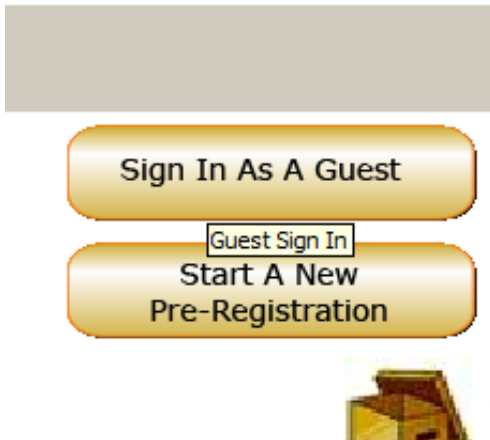 Sign In As A Guest
Guest Sign In
Start A New
Pre-Registration